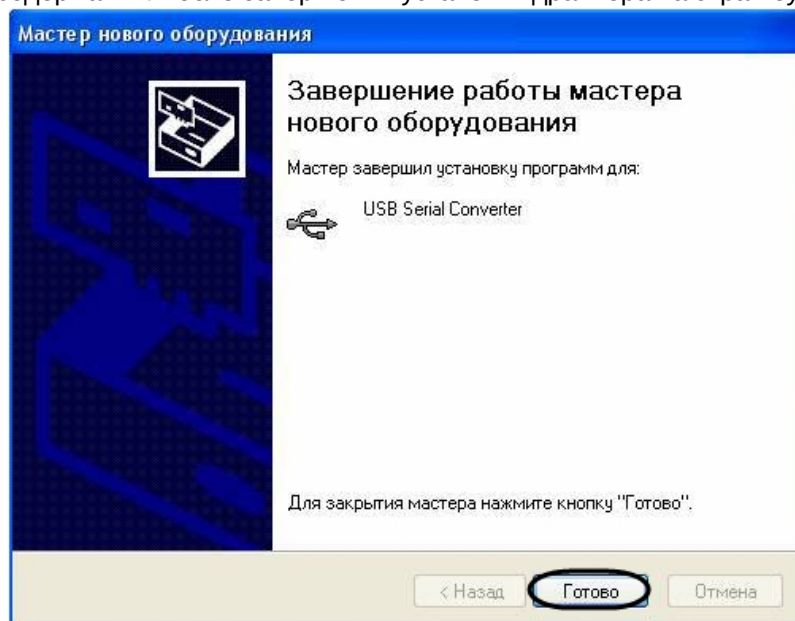 Мастер нового оборудования
Завершение работы мастера
нового оборудования
Мастер завершил установку программ для:
USB Serial Converter
Для закрытия мастера нажмите кнопку "Готово".
< Назад Готово Отмена